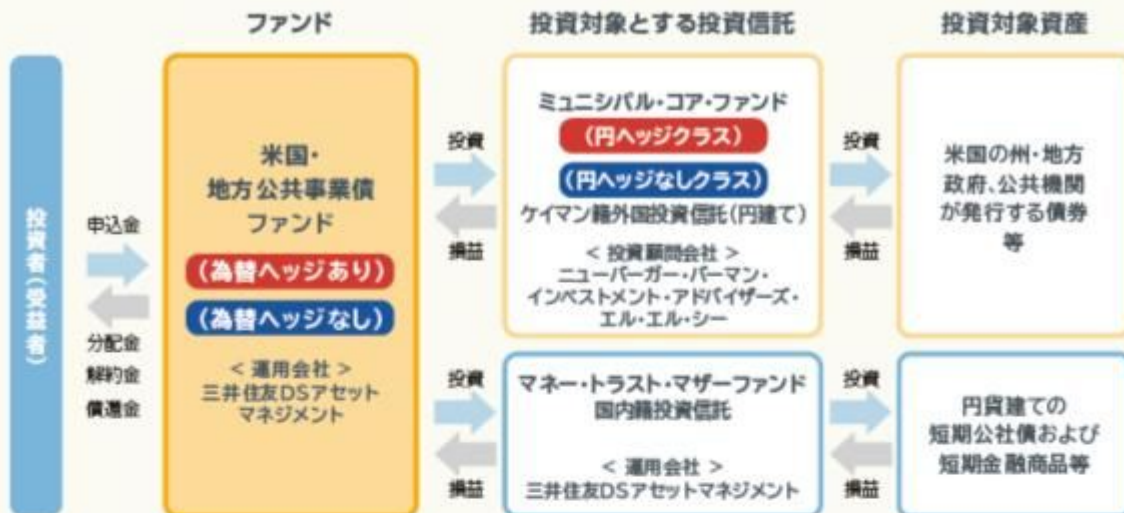 ファンド
投資対象とする投資信託
投資対象資産
投資者(受益者)
申込金
分配金
解約金
償還金
米国・
地方公共事業債
ファンド
(為替ヘッジあり)
(為替ヘッジなし)
< 運用会社 >
三井住友DSアセット
マネジメント
投資
損益
ミュニシパル・コア・ファンド
(円ヘッジクラス)
(円ヘッジなしクラス)
ケイマン籍外国投資信託(円建て)
< 投資顧問会社 >
ニューバーガー・バーマン・
インベストメント・アドバイザーズ・
エル・エル・シー
投資
損益
米国の州・地方
政府、公共機関
が発行する債券
等
投資
損益
マネー・トラスト・マザーファンド
国内籍投資信託
< 運用会社 >
三井住友DSアセットマネジメント
投資
損益
円貨建ての
短期公社債および
短期金融商品等